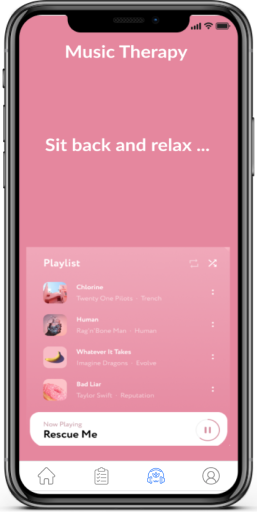 Music Therapy
Sit back and relax ...
Playlist
Chlorine
Twenty One Pilots - Trench
Human
Rag'n'Bone Man - Human
Whatever It Takes
Imagine Dragons - Evolve
Bad Liar
Taylor Swift - Reputation
Now Playing
Rescue Me